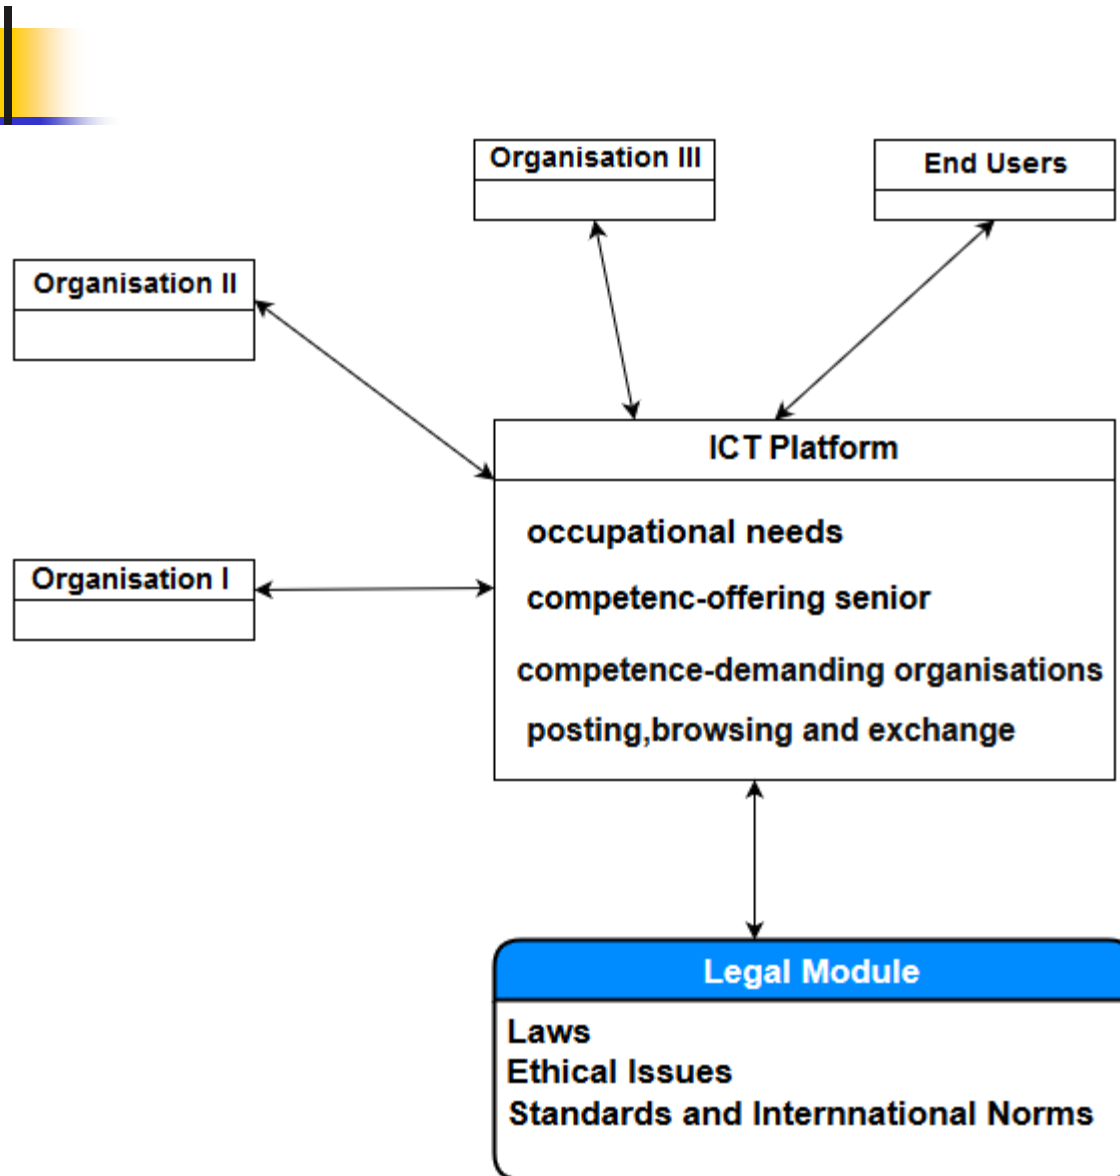 Organisation III
End Users
Organisation II
ICT Platform
occupational needs
Organisation I
competenc-offering senior
competence-demanding organisations
posting,browsing and exchange
Legal Module
Laws
Ethical Issues
Standards and Internnational Norms